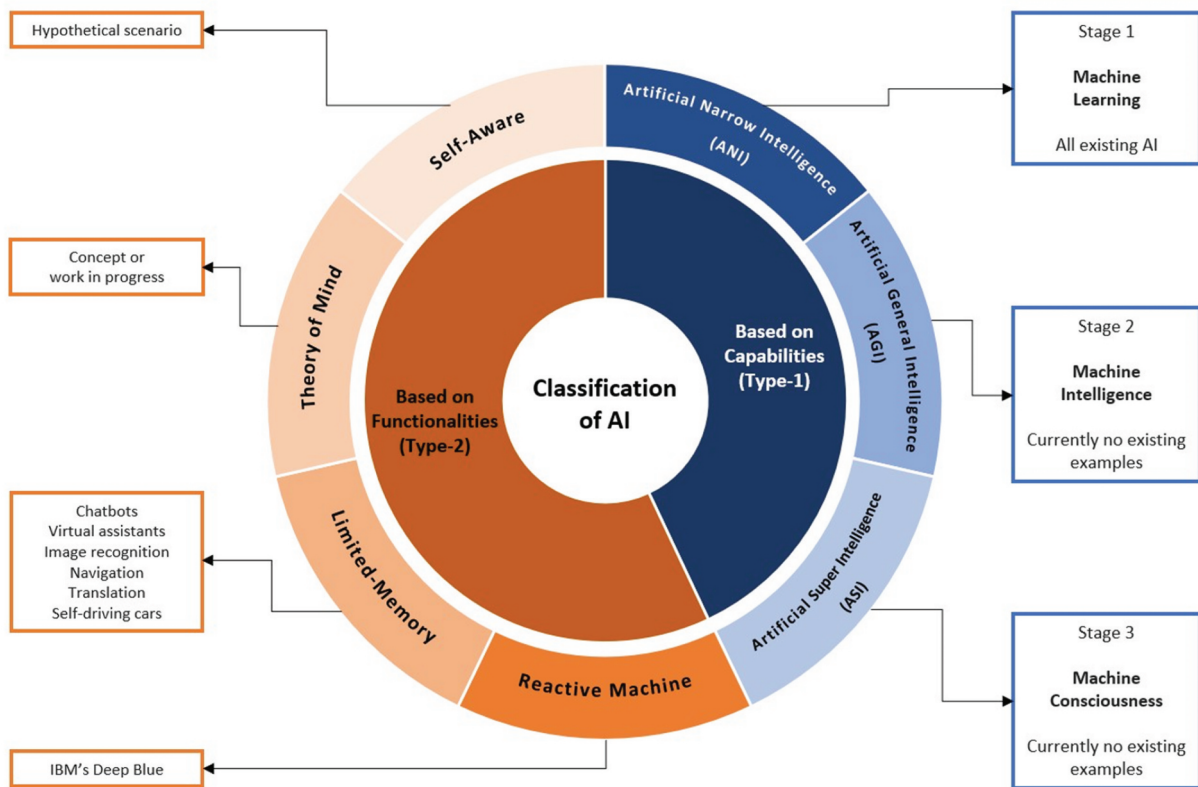 Hypothetical scenario
Concept or
work in progress
Chatbots
Virtual assistants
Image recognition
Navigation
Translation
Self-driving cars
IBM's Deep Blue
Self-Aware
Theory of Mind
Limited-Memory
Reactive Machine
Based on
Functionalities
(Type-2)
Classification
of AI
Based on
Capabilities
(Type-1)
Artificial Narrow Intelligence
(ANI)
Artificial General Intelligence
(AGI)
Artificial Super Intelligence
(ASI)
Stage 1
Machine
Learning
All existing AI
Stage 2
Machine
Intelligence
Currently no existing
examples
Stage 3
Machine
Consciousness
Currently no existing
examples